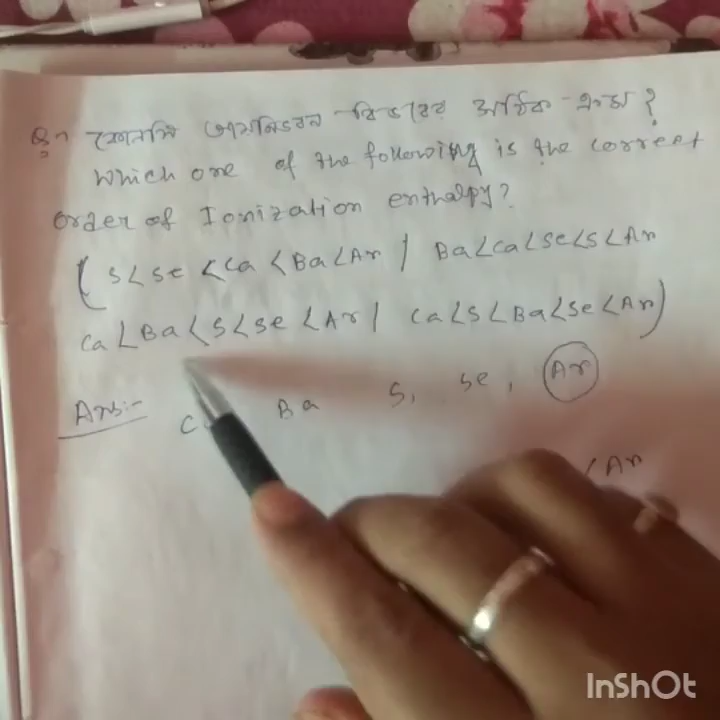 Q1 কোনটি আয়নিভবন বিভবের সঠিক ক্রম?
Which one of the following is the correct
order of Ionization enthalpy?
(S<Se<Ca<Ba<Ar | Ba<Ca<Se<S<Ar
Ca<Ba<S<Se<Ar | Ca<S<Ba<Se<Ar)
Ans:- Ba S, Se, Ar
<Ar
InShOt